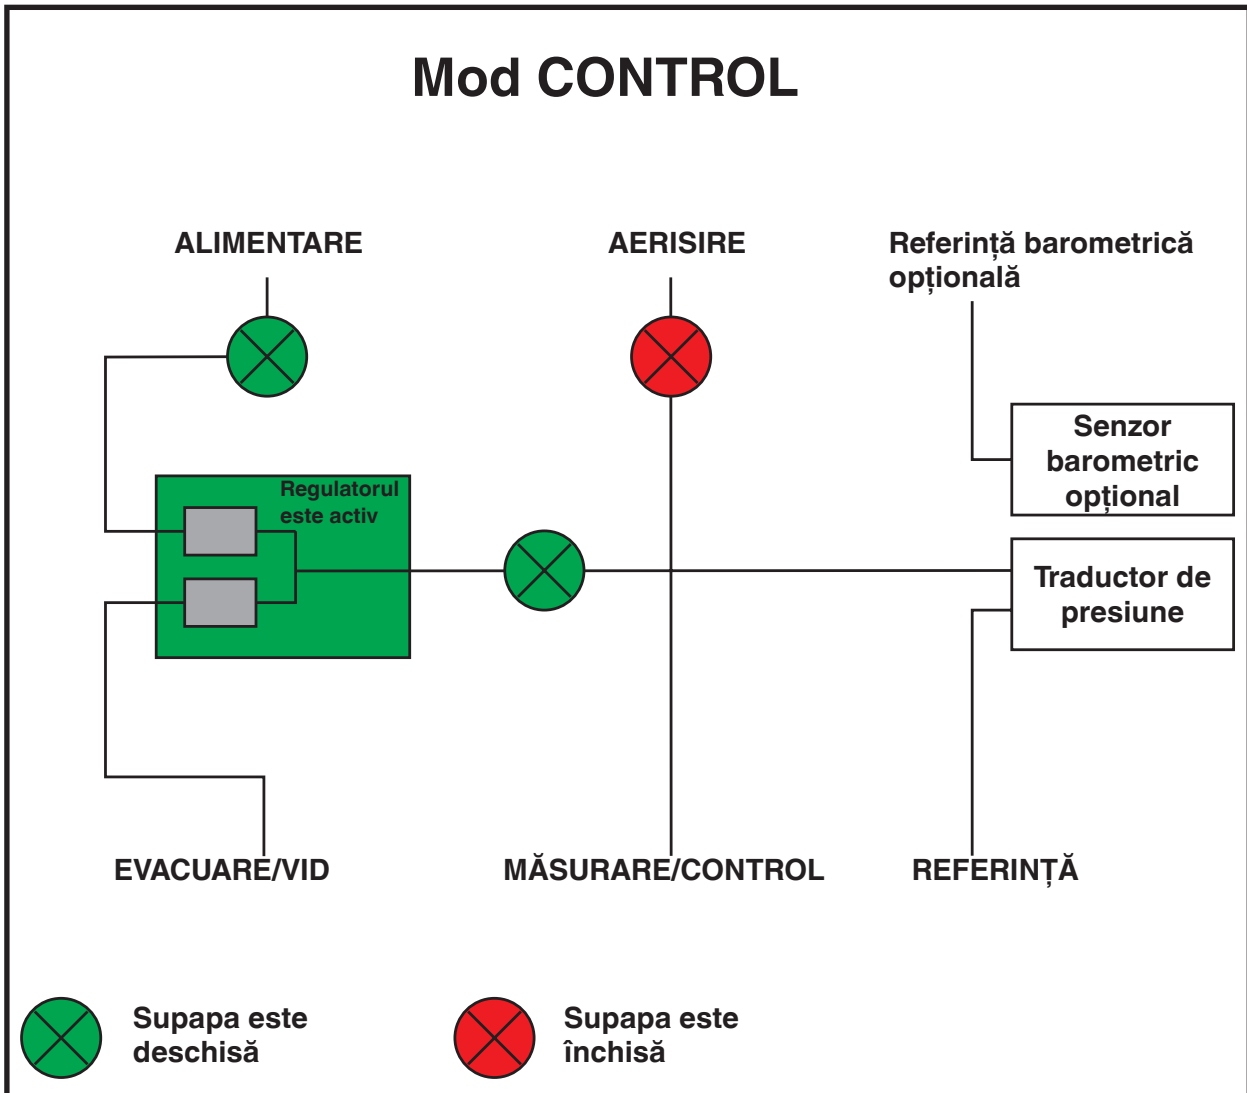 Mod CONTROL
ALIMENTARE
AERISIRE
Referință barometrică
opțională
Senzor
barometric
opțional
Regulatorul
este activ
Traductor de
presiune
EVACUARE/VID
MĂSURARE/CONTROL
REFERINȚĂ
Supapa este
deschisă
Supapa este
închisă